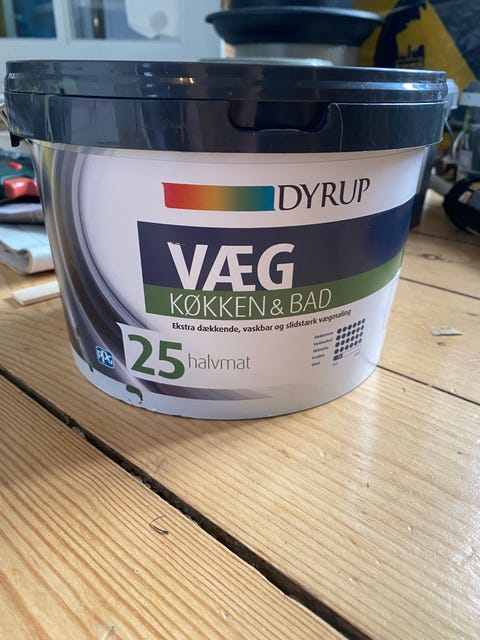 DYRUP
VÆG
KØKKEN & BAD
Ekstra dækkende, vaskbar og slidstærk vægmaling
25 halvmat
PPG